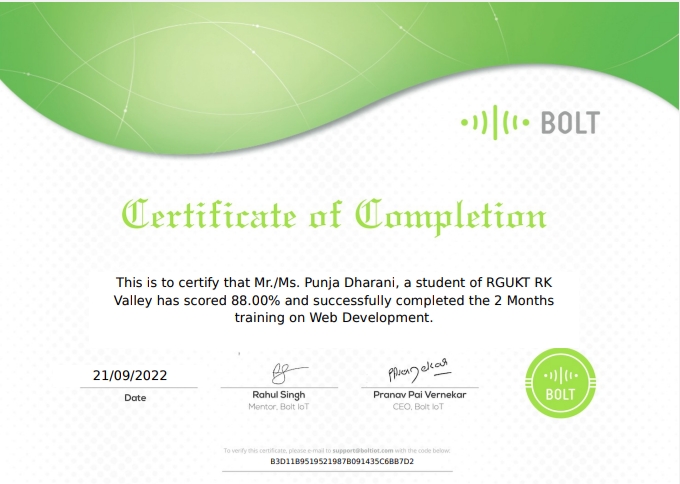 BOLT
Certificate of Completion
This is to certify that Mr./Ms. Punja Dharani, a student of RGUKT RK
Valley has scored 88.00% and successfully completed the 2 Months
training on Web Development.
21/09/2022
Date
Rahul Singh
Mentor, Bolt IoT
Pranav Pai Vernekar
CEO, Bolt IoT
BOLT
To verify this certificate, please e-mail to support@boltiot.com with the code below:
B3D11B9519521987B091435C6BB7D2